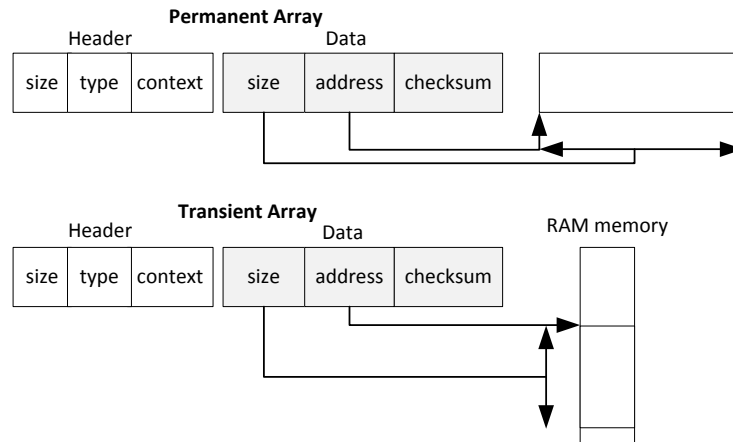 Permanent Array
Header Data
size type context size address checksum
Transient Array
Header Data RAM memory
size type context size address checksum